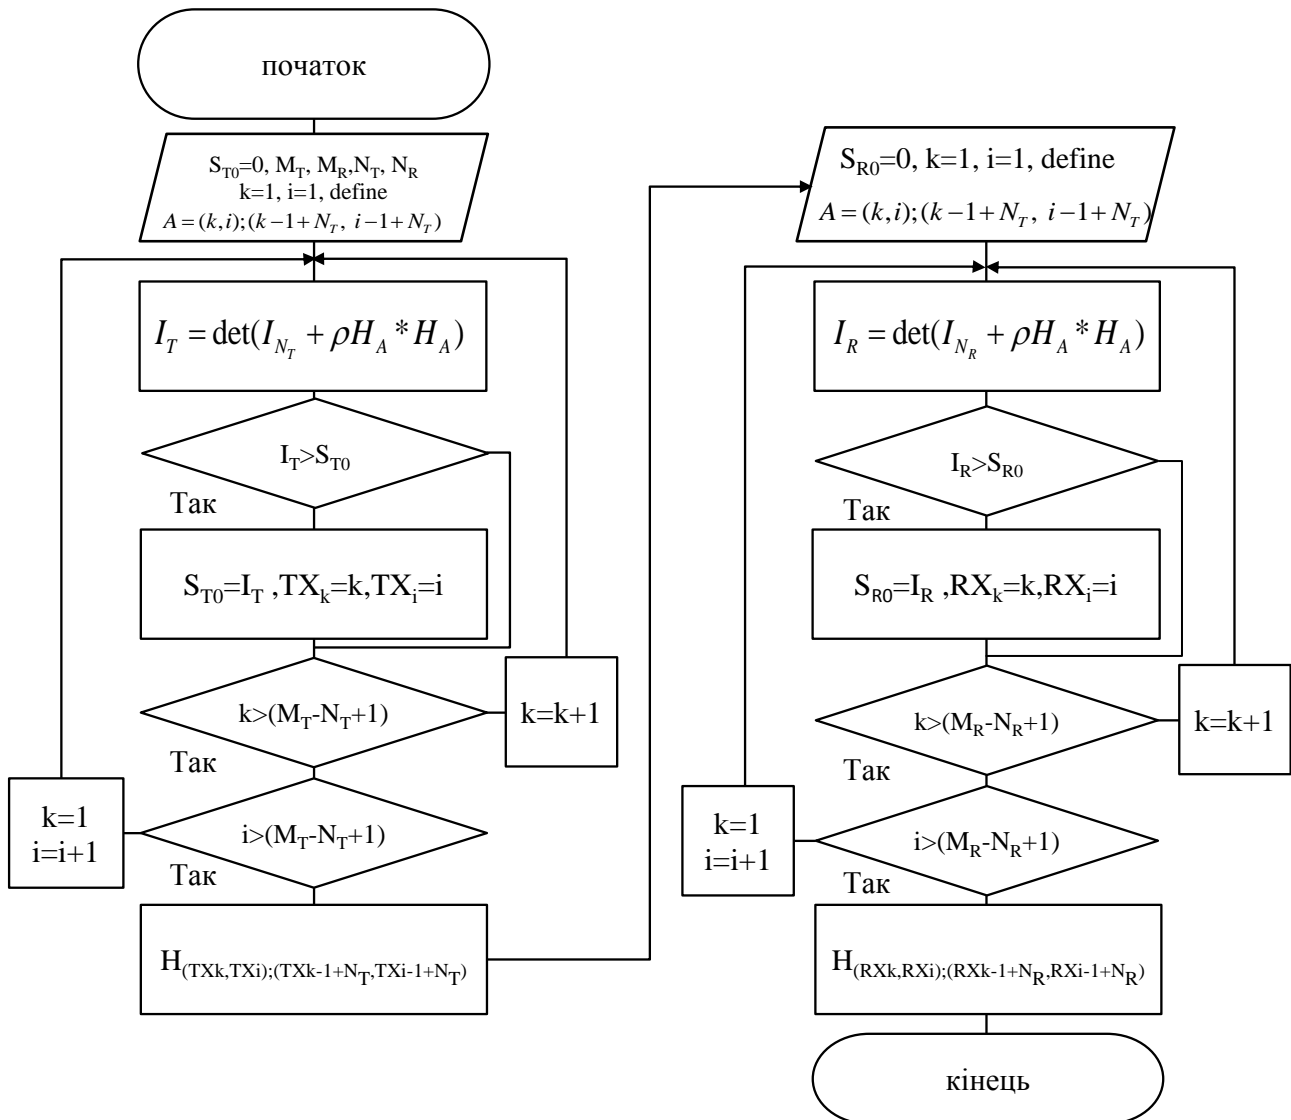 початок
S_T0=0, M_T, M_R,N_T, N_R
k=1, i=1, define
A=(k,i);(k−1+N_T, i−1+N_T)
I_T=det(I_{N_T}+ρH_A*H_A)
I_T>S_T0
Так
S_T0=I_T ,TX_k=k,TX_i=i
k>(M_T-N_T+1)
k=k+1
Так
k=1
i=i+1
i>(M_T-N_T+1)
Так
H_(TXk,TXi);(TXk-1+N_T,TXi-1+N_T)
S_R0=0, k=1, i=1, define
A=(k,i);(k−1+N_T, i−1+N_T)
I_R=det(I_{N_R}+ρH_A*H_A)
I_R>S_R0
Так
S_R0=I_R ,RX_k=k,RX_i=i
k>(M_R-N_R+1)
k=k+1
Так
k=1
i=i+1
i>(M_R-N_R+1)
Так
H_(RXk,RXi);(RXk-1+N_R,RXi-1+N_R)
кінець